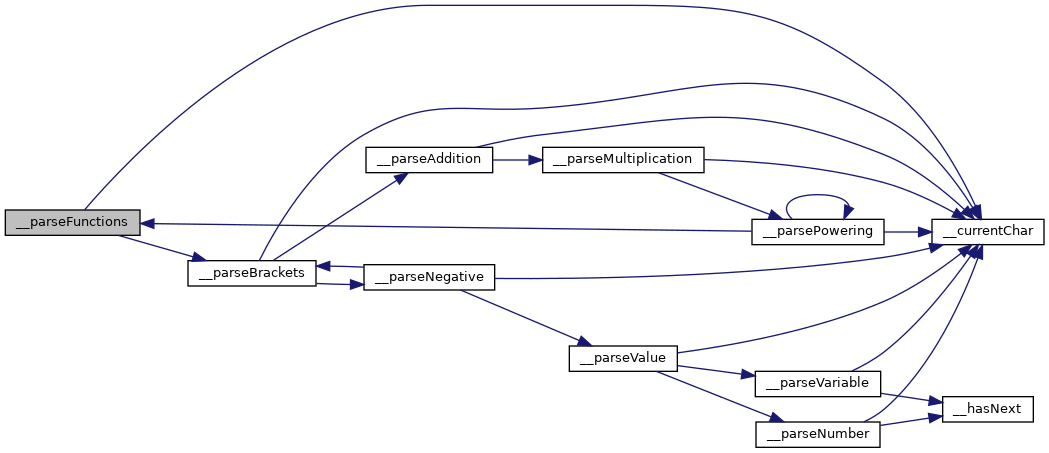 __parseFunctions
__parseBrackets
__parseAddition
__parseNegative
__parseMultiplication
__parseValue
__parsePowering
__parseVariable
__parseNumber
__currentChar
__hasNext